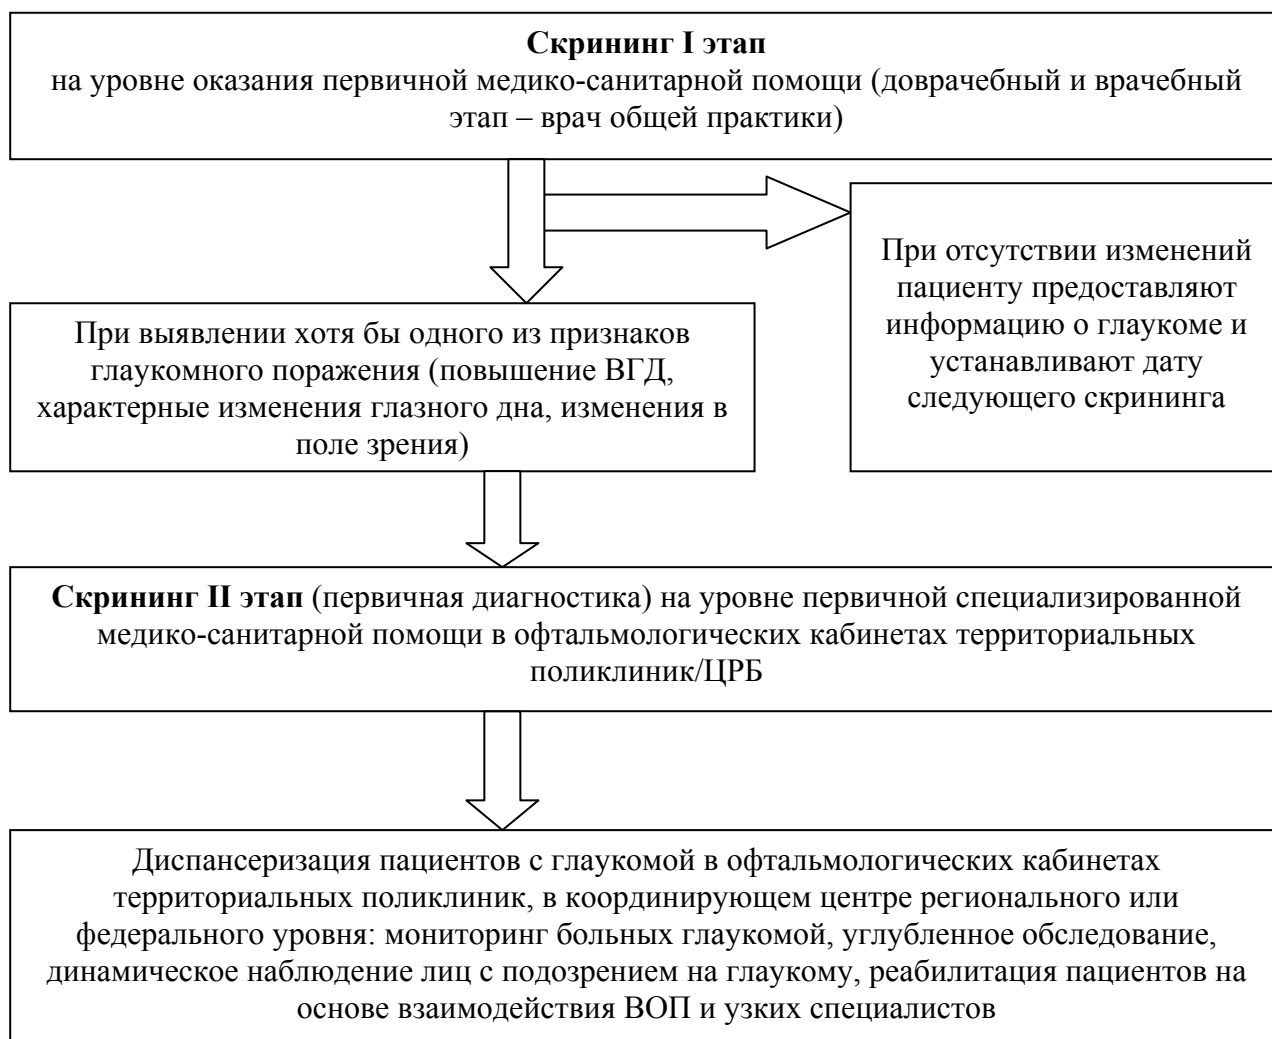 Скрининг I этап
на уровне оказания первичной медико-санитарной помощи (доврачебный и врачебный
этап – врач общей практики)
При отсутствии изменений
пациенту предоставляют
информацию о глаукоме и
устанавливают дату
следующего скрининга
При выявлении хотя бы одного из признаков
глаукомного поражения (повышение ВГД,
характерные изменения глазного дна, изменения в
поле зрения)
Скрининг II этап (первичная диагностика) на уровне первичной специализированной
медико-санитарной помощи в офтальмологических кабинетах территориальных
поликлиник/ЦРБ
Диспансеризация пациентов с глаукомой в офтальмологических кабинетах
территориальных поликлиник, в координирующем центре регионального или
федерального уровня: мониторинг больных глаукомой, углубленное обследование,
динамическое наблюдение лиц с подозрением на глаукому, реабилитация пациентов на
основе взаимодействия ВОП и узких специалистов